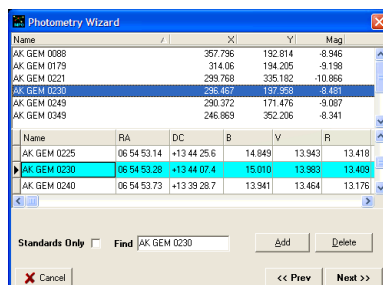 Photometry Wizard
Name / X Y Mag
AK GEM 0088 357.796 192.814 -8.946
AK GEM 0179 314.06 194.205 -9.198
AK GEM 0221 299.768 335.182 -10.866
AK GEM 0230 296.467 197.958 -8.481
AK GEM 0249 290.372 171.476 -9.087
AK GEM 0349 246.869 352.206 -8.341
Name RA DC B V R
AK GEM 0225 06 54 53.14 +13 44 25.6 14.849 13.943 13.418
AK GEM 0230 06 54 53.28 +13 44 07.4 15.010 13.983 13.409
AK GEM 0240 06 54 53.73 +13 39 28.7 13.941 13.464 13.176
Standards Only Find AK GEM 0230 Add Delete
Cancel << Prev Next >>